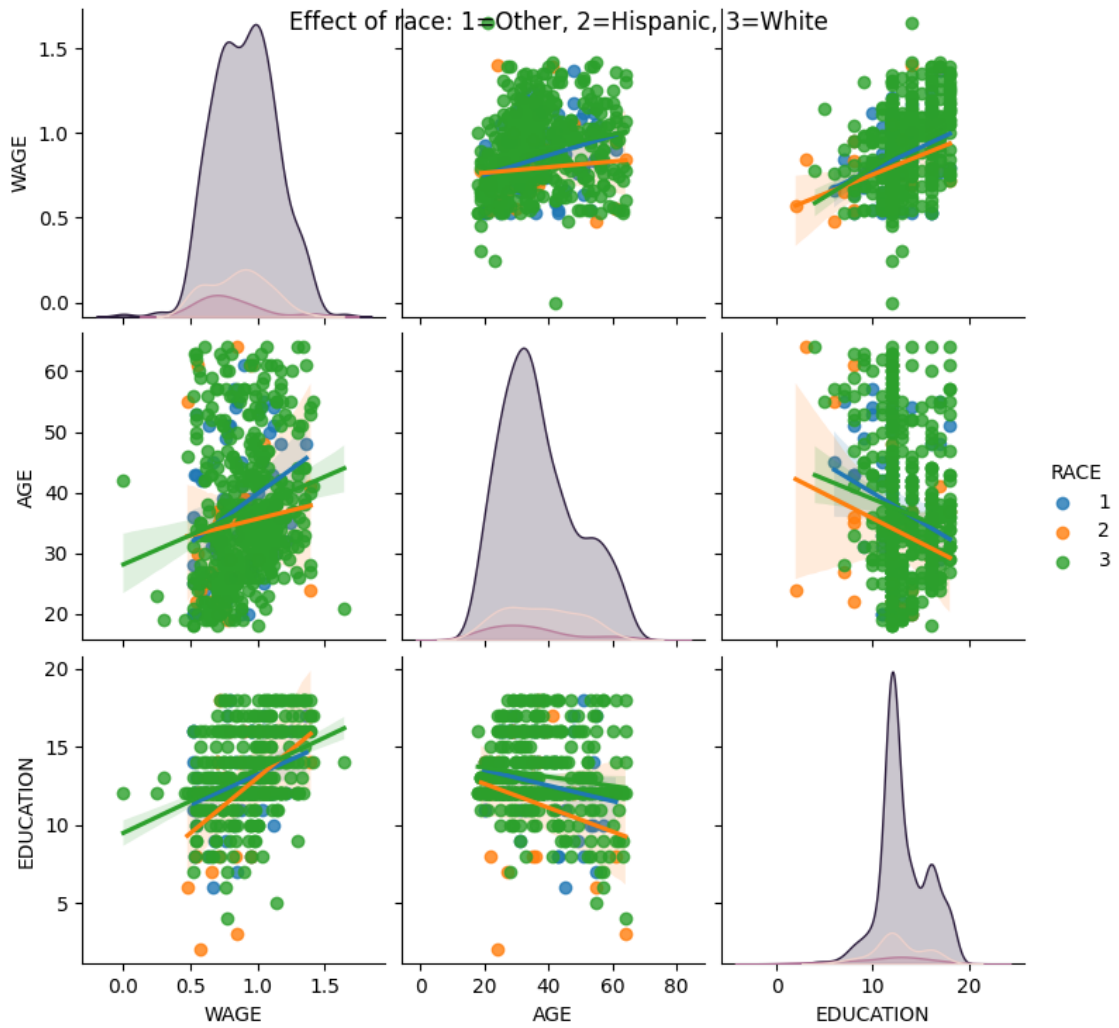 Effect of race: 1=Other, 2=Hispanic, 3=White
1.5
1.0
0.5
0.0
WAGE
60
50
40
30
20
AGE
RACE
1
2
3
20
15
10
5
EDUCATION
0.0 0.5 1.0 1.5
0 20 40 60 80
0 10 20
WAGE
AGE
EDUCATION